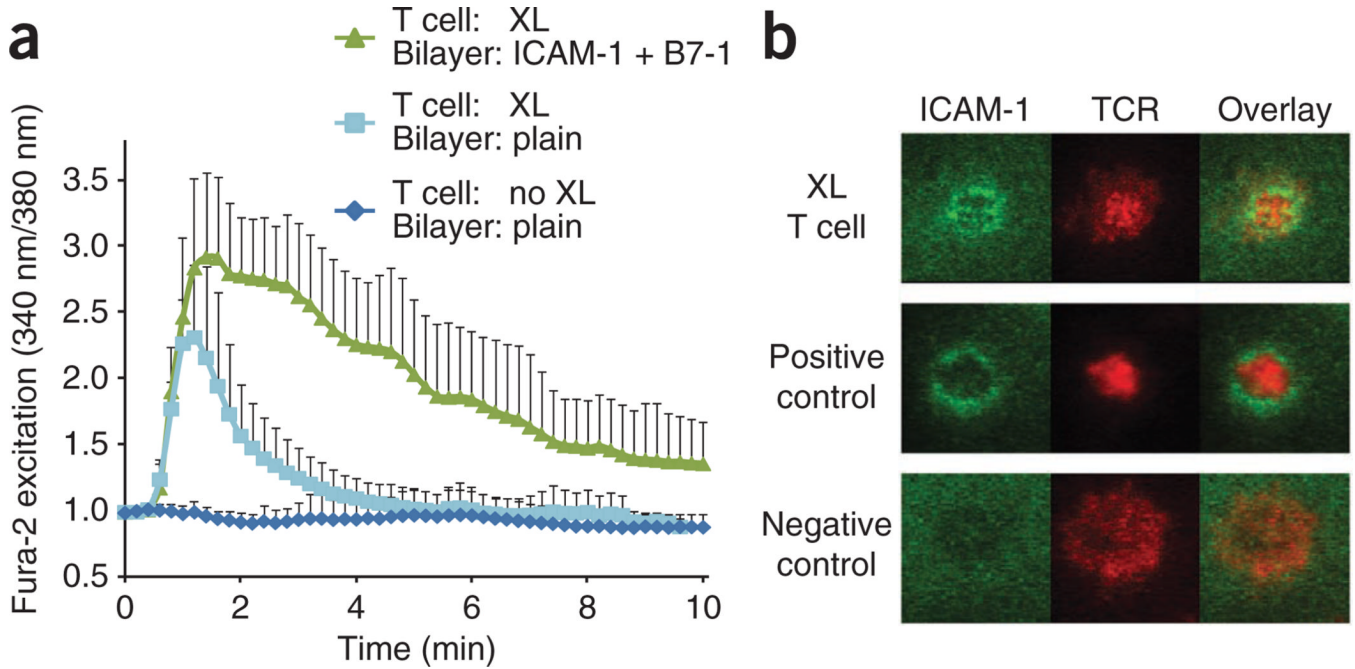 a
T cell: XL
Bilayer: ICAM-1 + B7-1
T cell: XL
Bilayer: plain
T cell: no XL
Bilayer: plain
Fura-2 excitation (340 nm/380 nm)
3.5
3.0
2.5
2.0
1.5
1.0
0.5
0 2 4 6 8 10
Time (min)
b
ICAM-1 TCR Overlay
XL
T cell
Positive
control
Negative
control